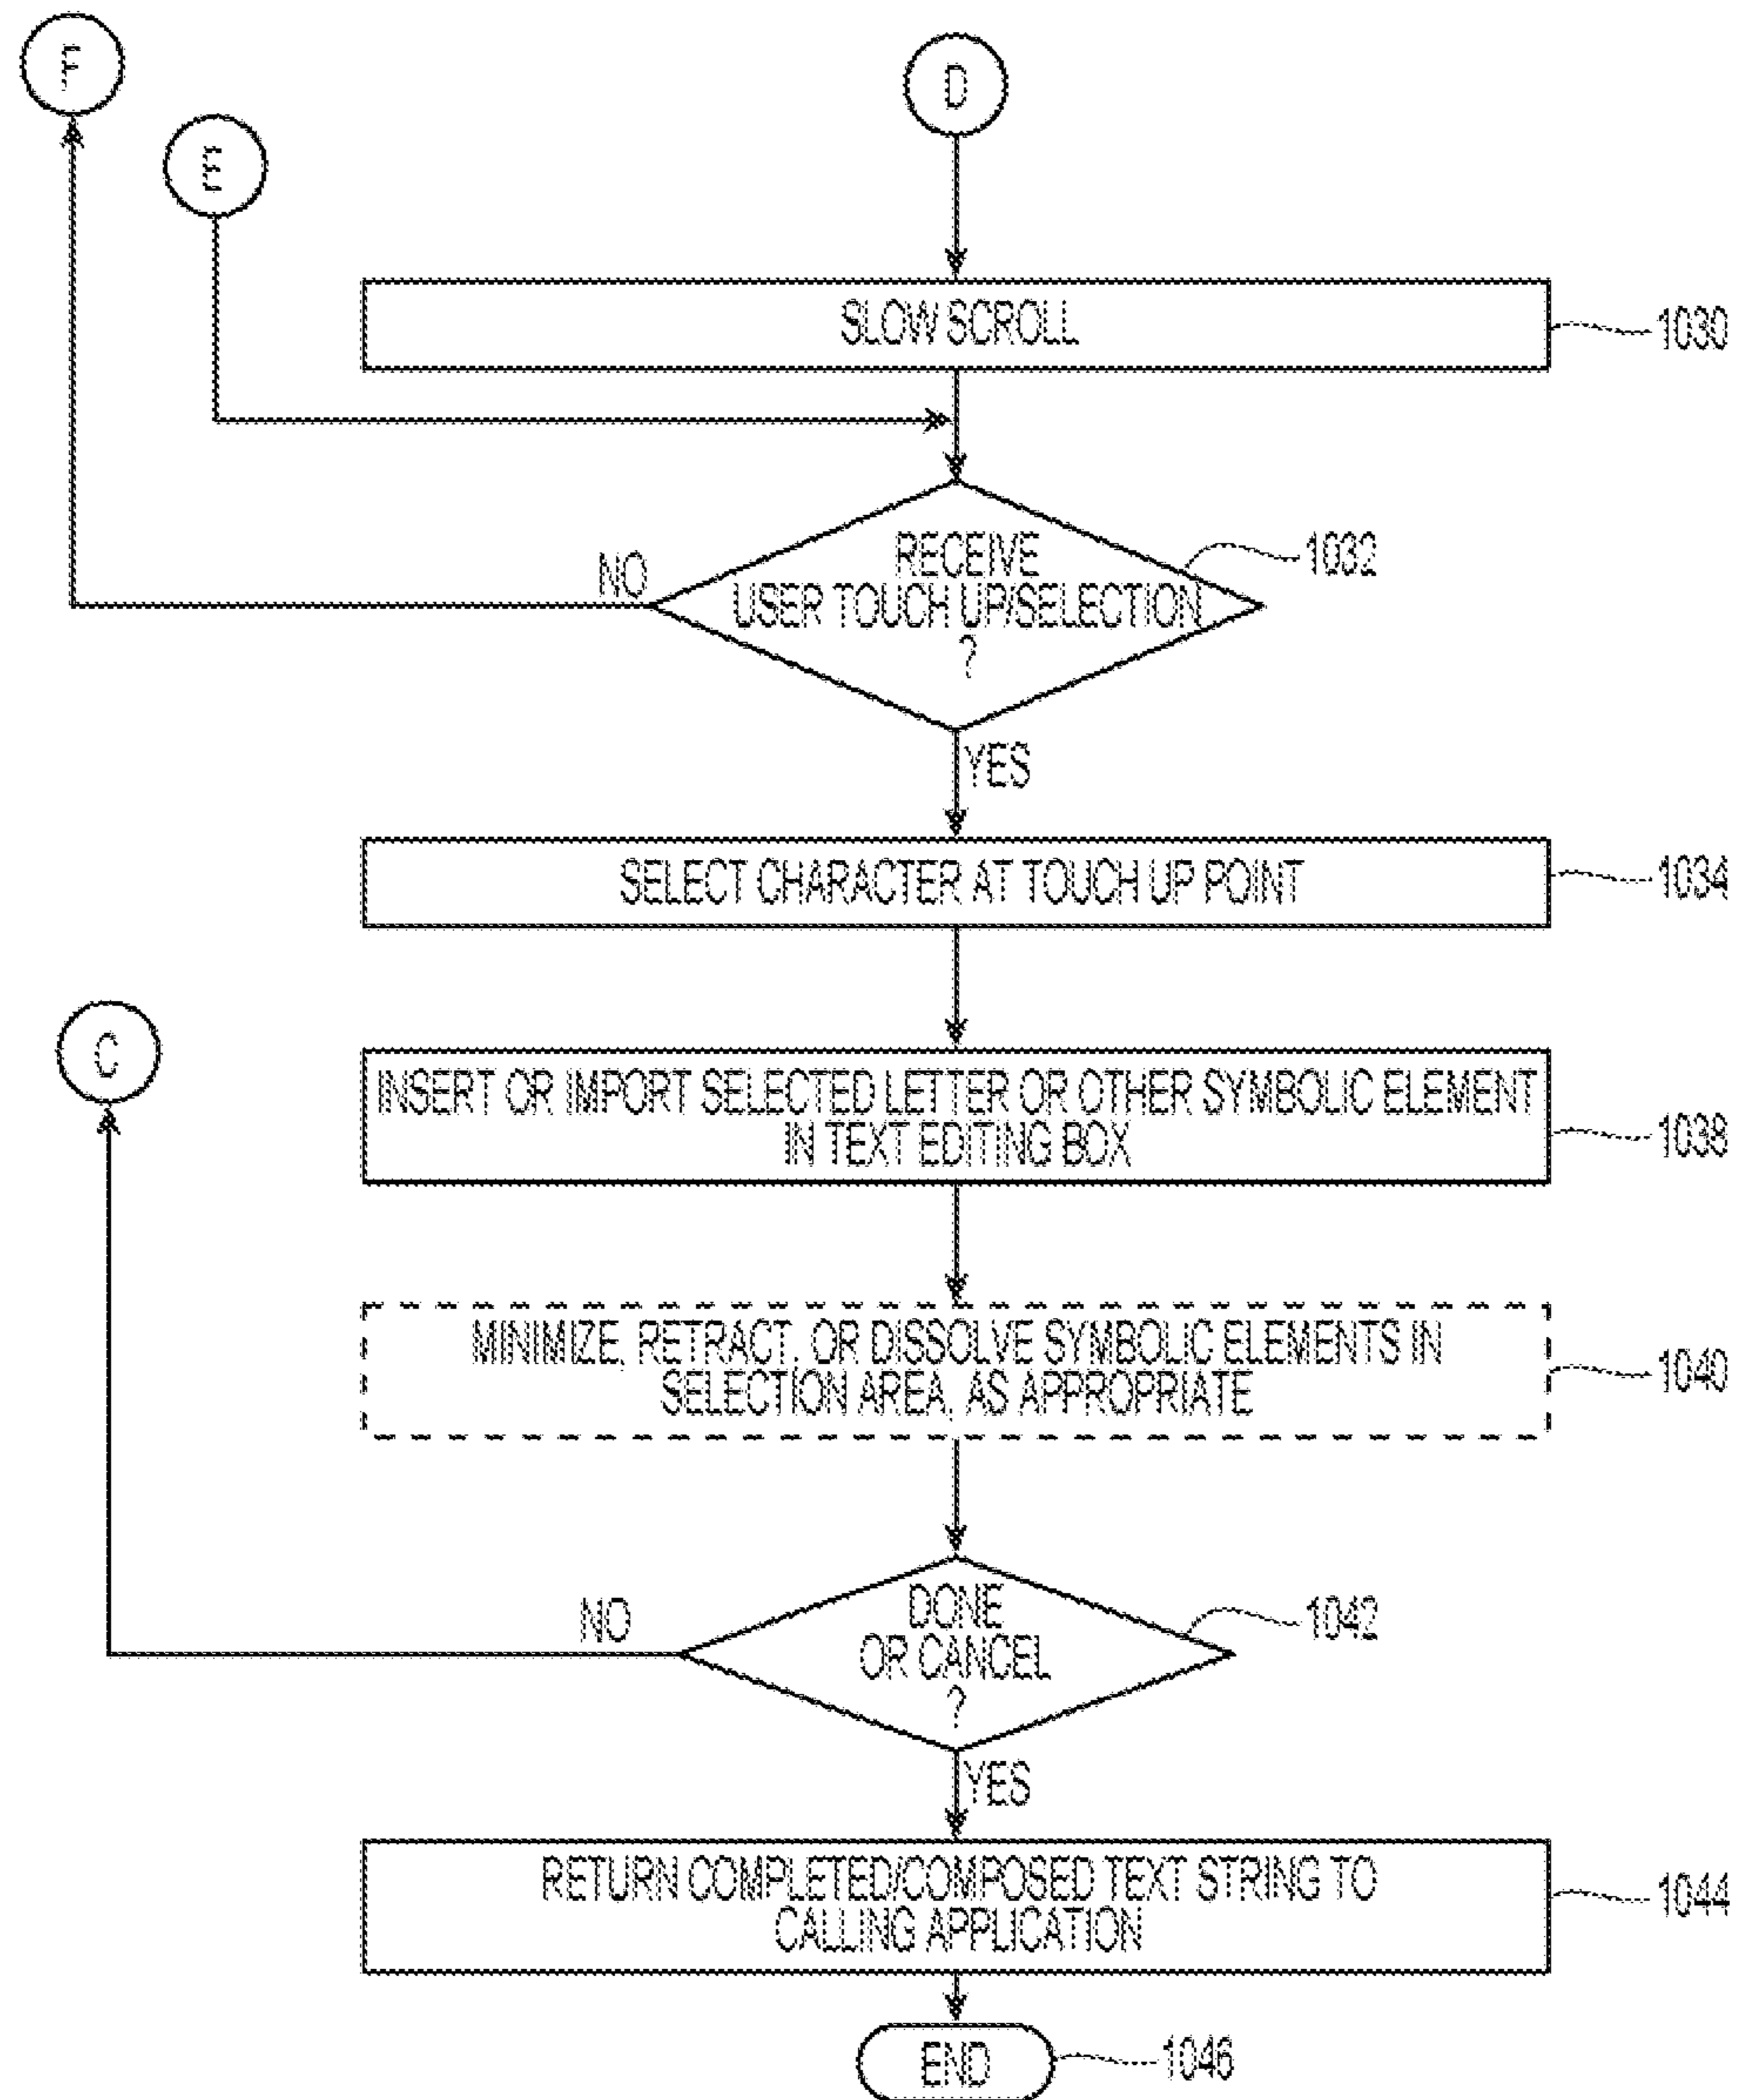 F
D
E
SLOW SCROLL
1030
RECEIVE
USER TOUCH UP/SELECTION
?
1032
NO
YES
SELECT CHARACTER AT TOUCH UP POINT
1034
C
INSERT OR IMPORT SELECTED LETTER OR OTHER SYMBOLIC ELEMENT
IN TEXT EDITING BOX
1038
MINIMIZE, RETRACT, OR DISSOLVE SYMBOLIC ELEMENTS IN
SELECTION AREA, AS APPROPRIATE
1040
DONE
OR CANCEL
?
1042
NO
YES
RETURN COMPLETED/COMPOSED TEXT STRING TO
CALLING APPLICATION
1044
END
1046